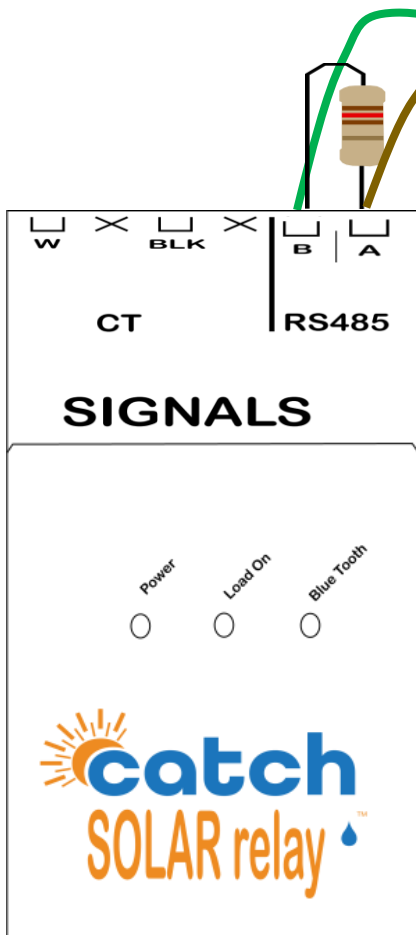 W BLK B A
CT RS485
SIGNALS
Power Load On Blue Tooth
catch
SOLAR relay ™